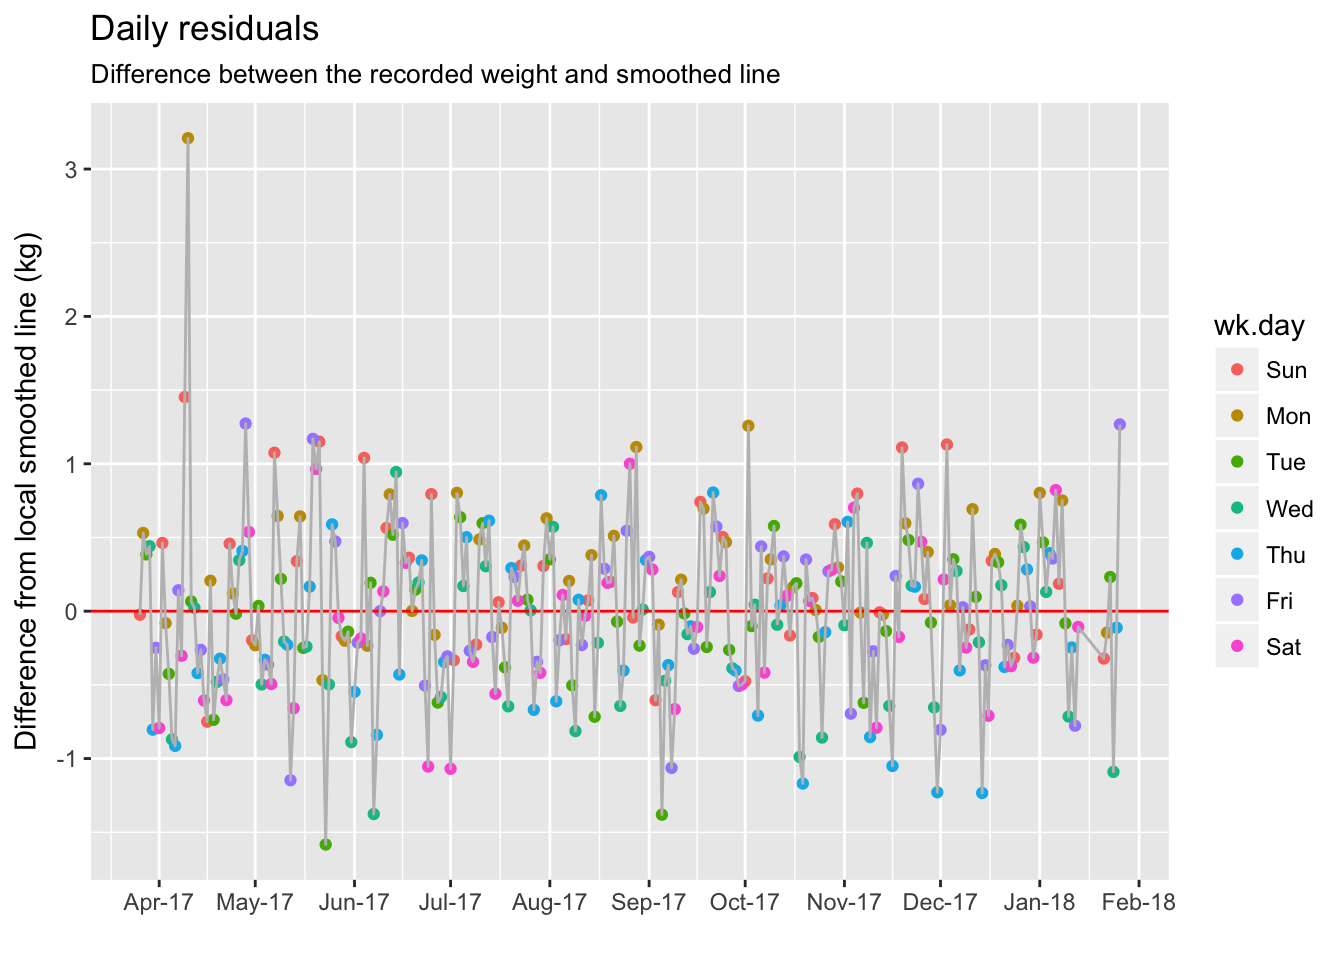 Daily residuals
Difference between the recorded weight and smoothed line
Difference from local smoothed line (kg)
3
2
1
0
-1
Apr-17 May-17 Jun-17 Jul-17 Aug-17 Sep-17 Oct-17 Nov-17 Dec-17 Jan-18 Feb-18
wk.day
Sun
Mon
Tue
Wed
Thu
Fri
Sat